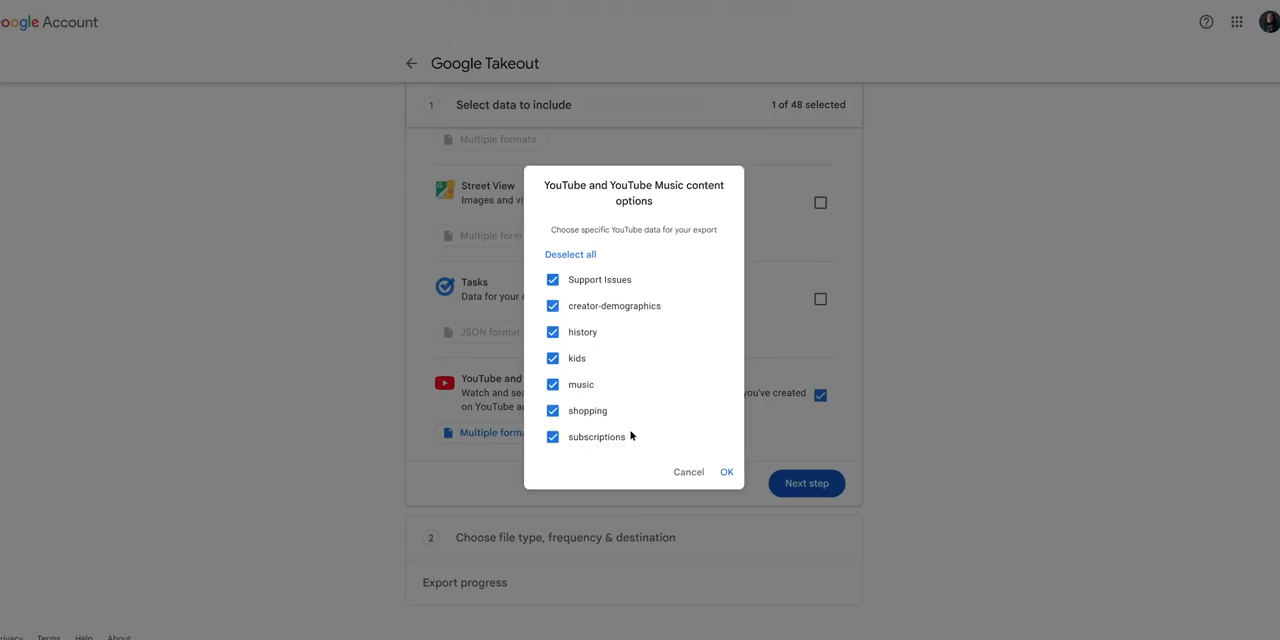 oogle Account
Google Takeout
1 Select data to include 1 of 48 selected
Multiple formats
Street View
Images and vi
Multiple form
Tasks
Data for your
JSON format
YouTube and
Watch and sea you've created
on YouTube a
Multiple forma
YouTube and YouTube Music content
options
Choose specific YouTube data for your export
Deselect all
Support Issues
creator-demographics
history
kids
music
shopping
subscriptions
Cancel OK
Next step
2 Choose file type, frequency & destination
Export progress
rivacy Terms Help About